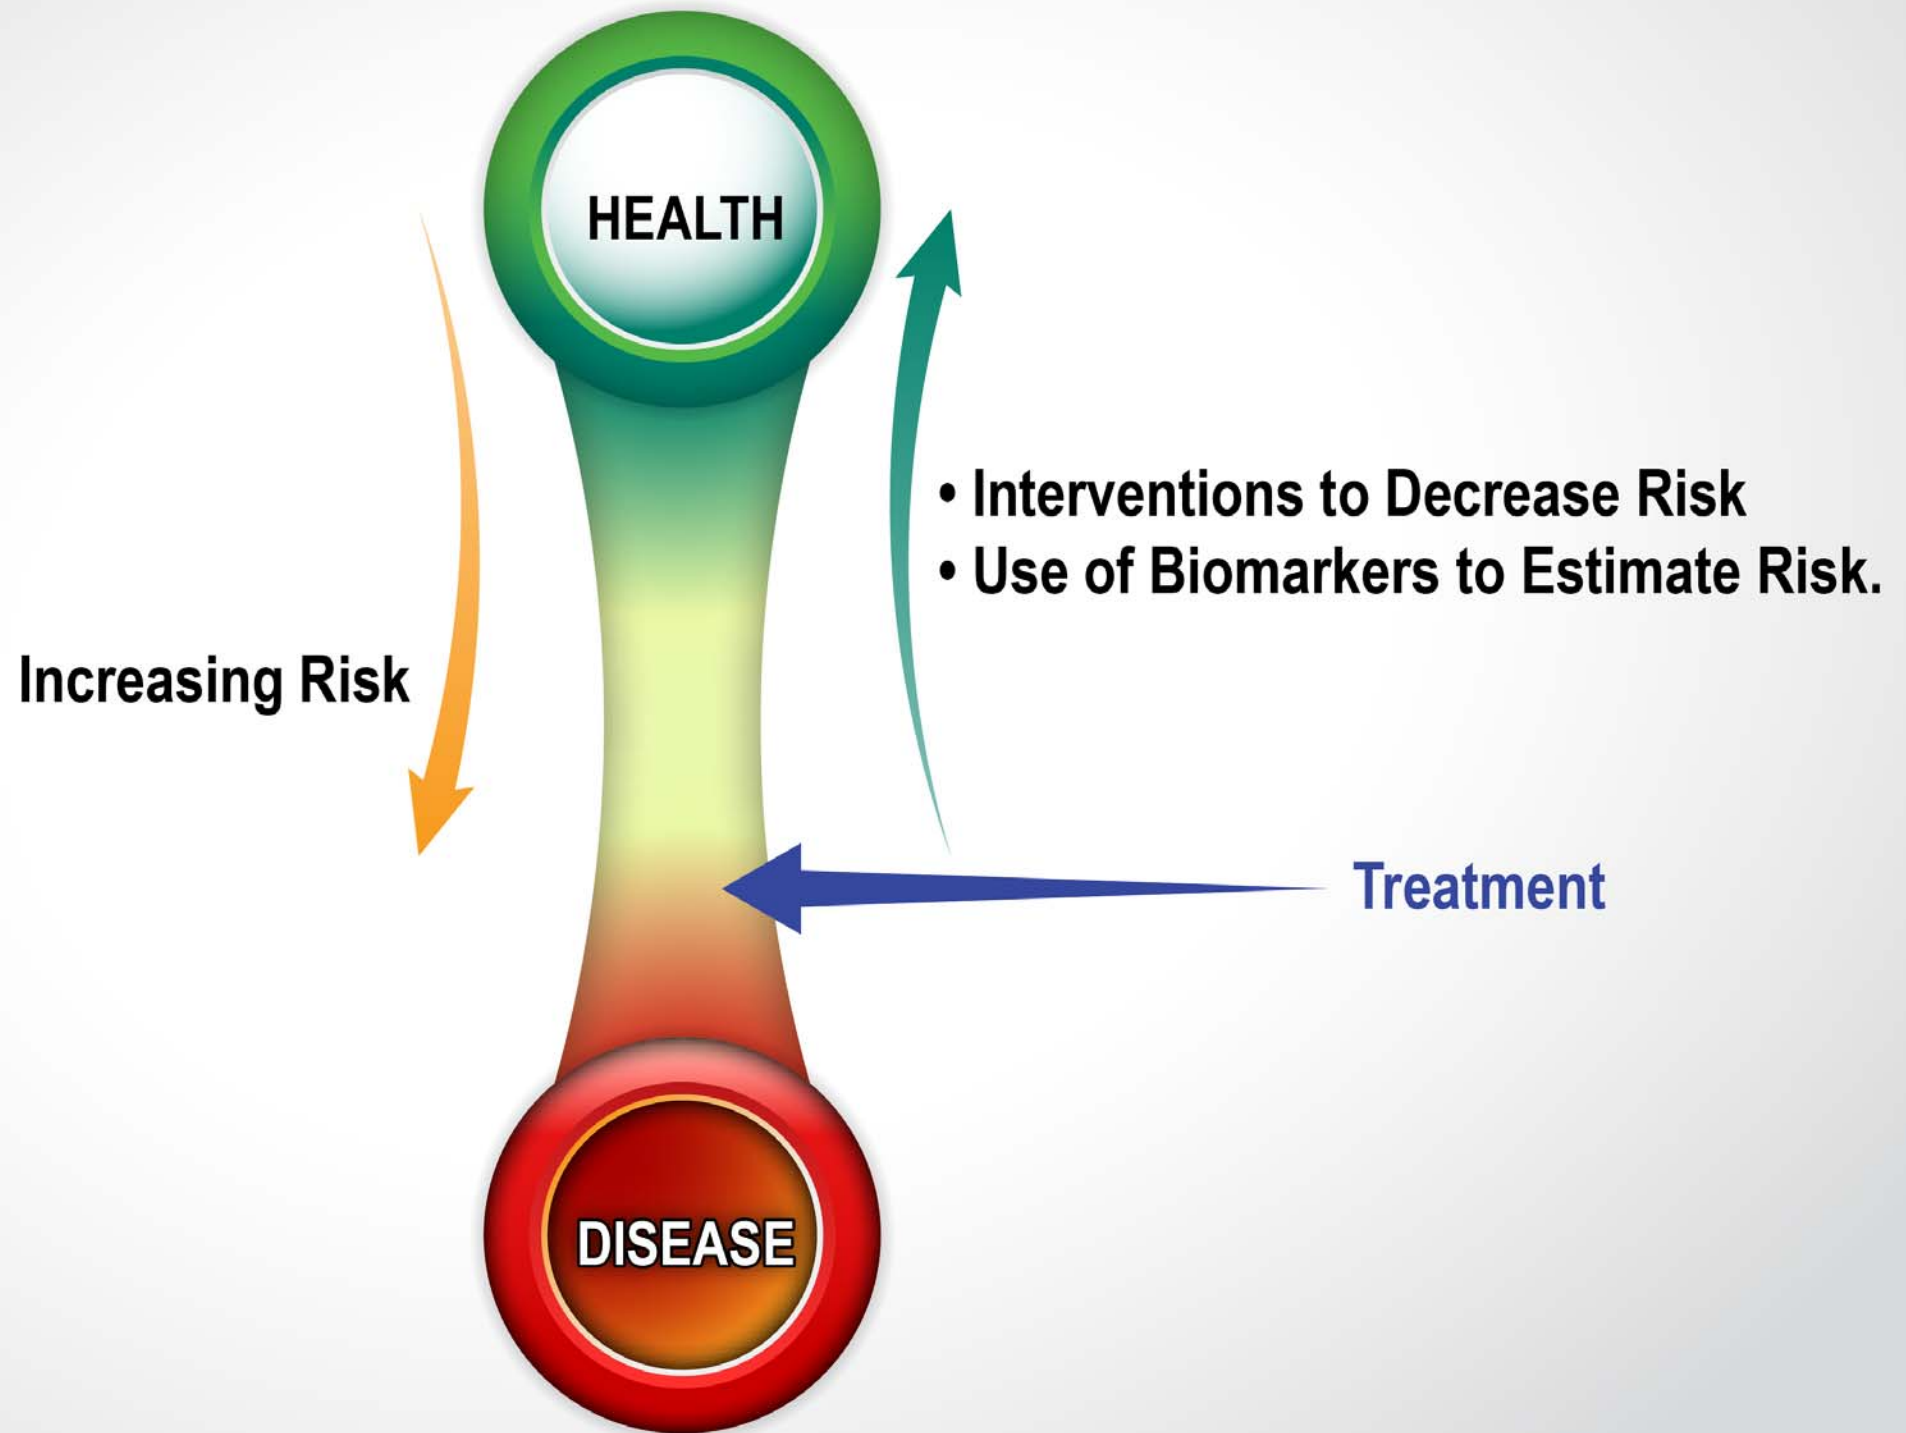 HEALTH
• Interventions to Decrease Risk
• Use of Biomarkers to Estimate Risk.
Increasing Risk
Treatment
DISEASE